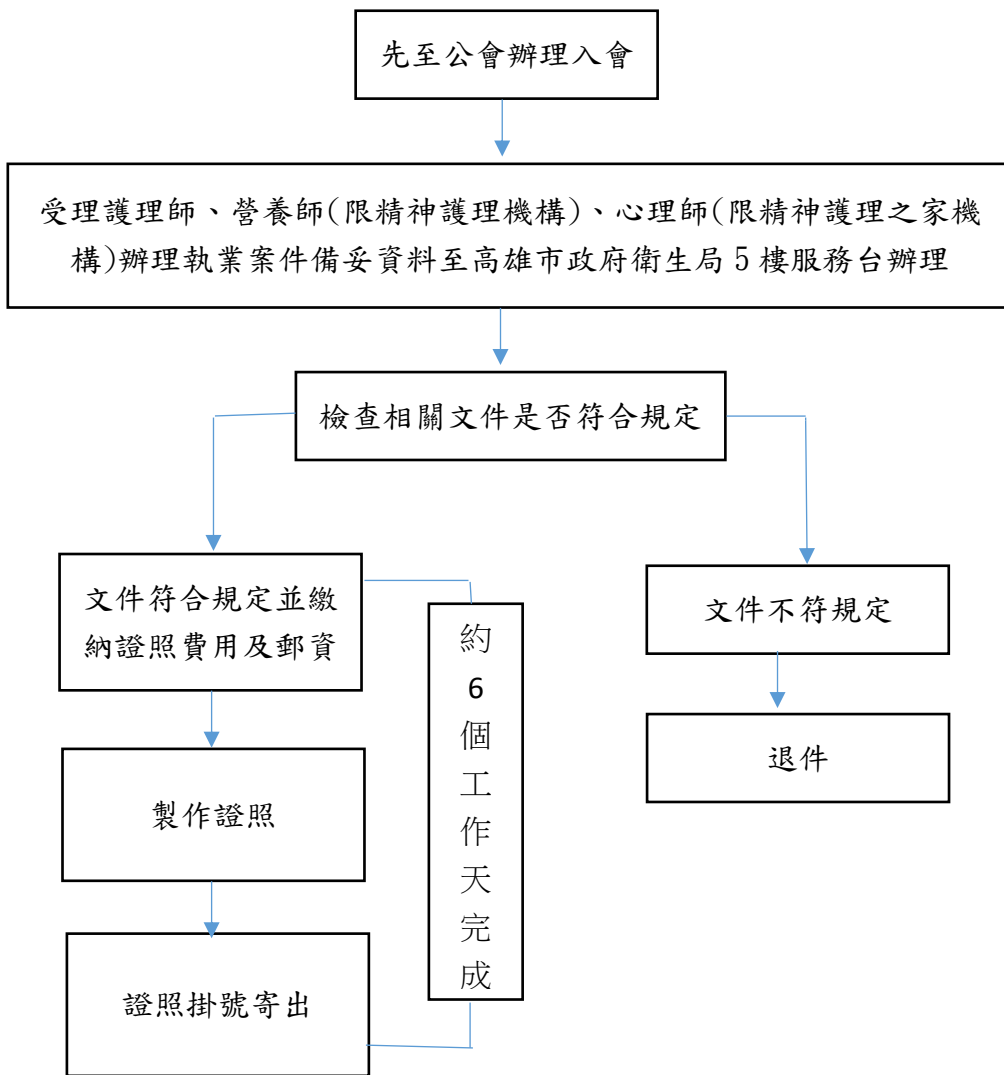 先至公會辦理入會
受理護理師、營養師(限精神護理機構)、心理師(限精神護理之家機
構)辦理執業案件備妥資料至高雄市政府衛生局 5 樓服務台辦理
檢查相關文件是否符合規定
文件符合規定並繳
納證照費用及郵資
製作證照
證照掛號寄出
約
6
個
工
作
天
完
成
文件不符規定
退件